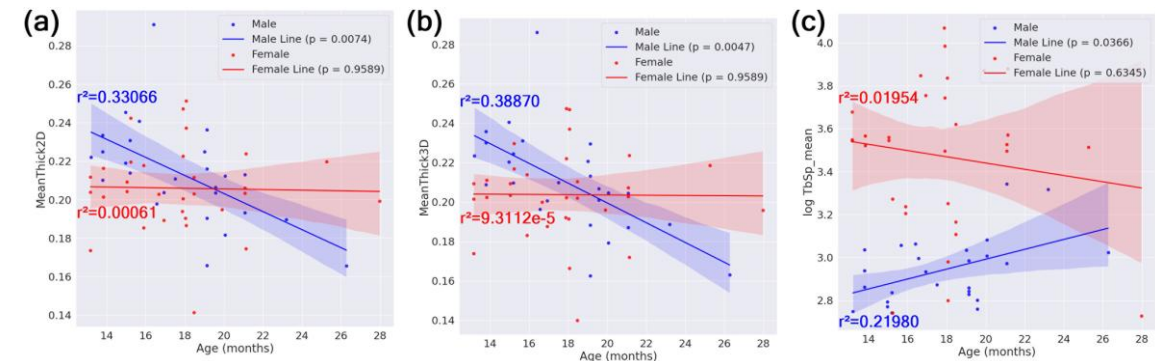 (a)
Male
Male Line (p = 0.0074)
Female
Female Line (p = 0.9589)
r²=0.33066
r²=0.00061
MeanThick2D
0.28
0.26
0.24
0.22
0.20
0.18
0.16
0.14
14 16 18 20 22 24 26 28
Age (months)
(b)
Male
Male Line (p = 0.0047)
Female
Female Line (p = 0.9589)
r²=0.38870
r²=9.3112e-5
MeanThick3D
0.28
0.26
0.24
0.22
0.20
0.18
0.16
0.14
14 16 18 20 22 24 26 28
Age (months)
(c)
Male
Male Line (p = 0.0366)
Female
Female Line (p = 0.6345)
r²=0.01954
r²=0.21980
log TbSp_mean
4.0
3.8
3.6
3.4
3.2
3.0
2.8
14 16 18 20 22 24 26 28
Age (months)